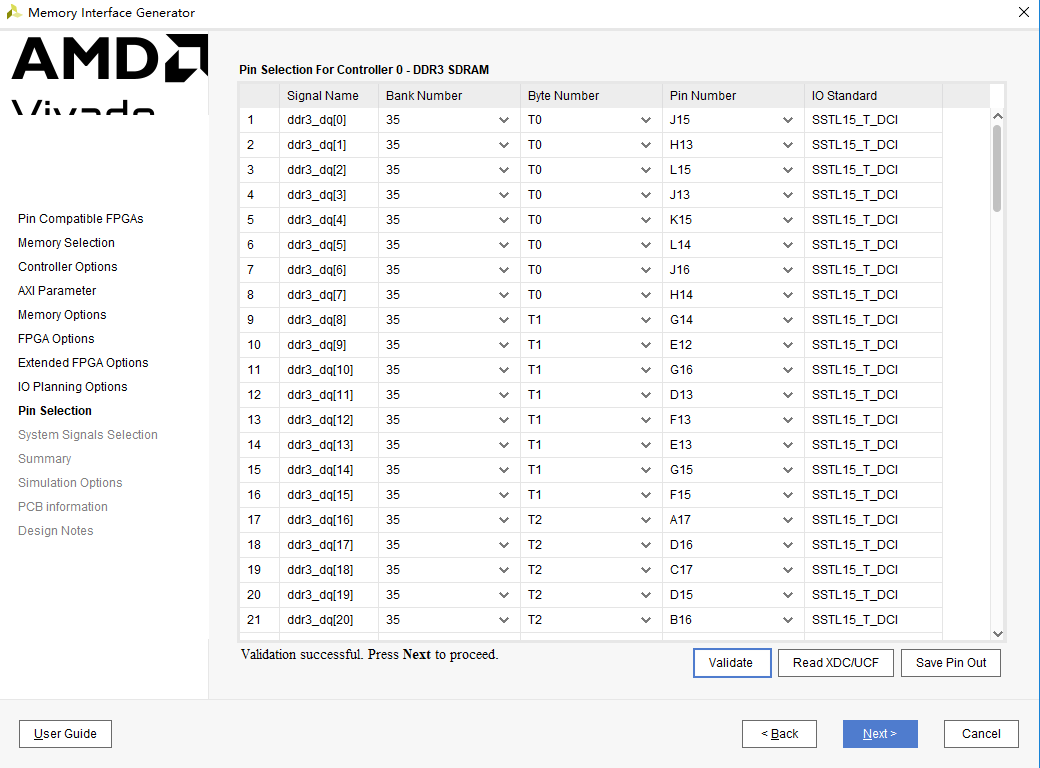 Memory Interface Generator
AMD
Vivado
Pin Compatible FPGAs
Memory Selection
Controller Options
AXI Parameter
Memory Options
FPGA Options
Extended FPGA Options
IO Planning Options
Pin Selection
System Signals Selection
Summary
Simulation Options
PCB information
Design Notes
Pin Selection For Controller 0 - DDR3 SDRAM
Signal Name Bank Number Byte Number Pin Number IO Standard
1 ddr3_dq[0] 35 T0 J15 SSTL15_T_DCI
2 ddr3_dq[1] 35 T0 H13 SSTL15_T_DCI
3 ddr3_dq[2] 35 T0 L15 SSTL15_T_DCI
4 ddr3_dq[3] 35 T0 J13 SSTL15_T_DCI
5 ddr3_dq[4] 35 T0 K15 SSTL15_T_DCI
6 ddr3_dq[5] 35 T0 L14 SSTL15_T_DCI
7 ddr3_dq[6] 35 T0 J16 SSTL15_T_DCI
8 ddr3_dq[7] 35 T0 H14 SSTL15_T_DCI
9 ddr3_dq[8] 35 T1 G14 SSTL15_T_DCI
10 ddr3_dq[9] 35 T1 E12 SSTL15_T_DCI
11 ddr3_dq[10] 35 T1 G16 SSTL15_T_DCI
12 ddr3_dq[11] 35 T1 D13 SSTL15_T_DCI
13 ddr3_dq[12] 35 T1 F13 SSTL15_T_DCI
14 ddr3_dq[13] 35 T1 E13 SSTL15_T_DCI
15 ddr3_dq[14] 35 T1 G15 SSTL15_T_DCI
16 ddr3_dq[15] 35 T1 F15 SSTL15_T_DCI
17 ddr3_dq[16] 35 T2 A17 SSTL15_T_DCI
18 ddr3_dq[17] 35 T2 D16 SSTL15_T_DCI
19 ddr3_dq[18] 35 T2 C17 SSTL15_T_DCI
20 ddr3_dq[19] 35 T2 D15 SSTL15_T_DCI
21 ddr3_dq[20] 35 T2 B16 SSTL15_T_DCI
Validation successful. Press Next to proceed.
Validate Read XDC/UCF Save Pin Out
User Guide < Back Next > Cancel